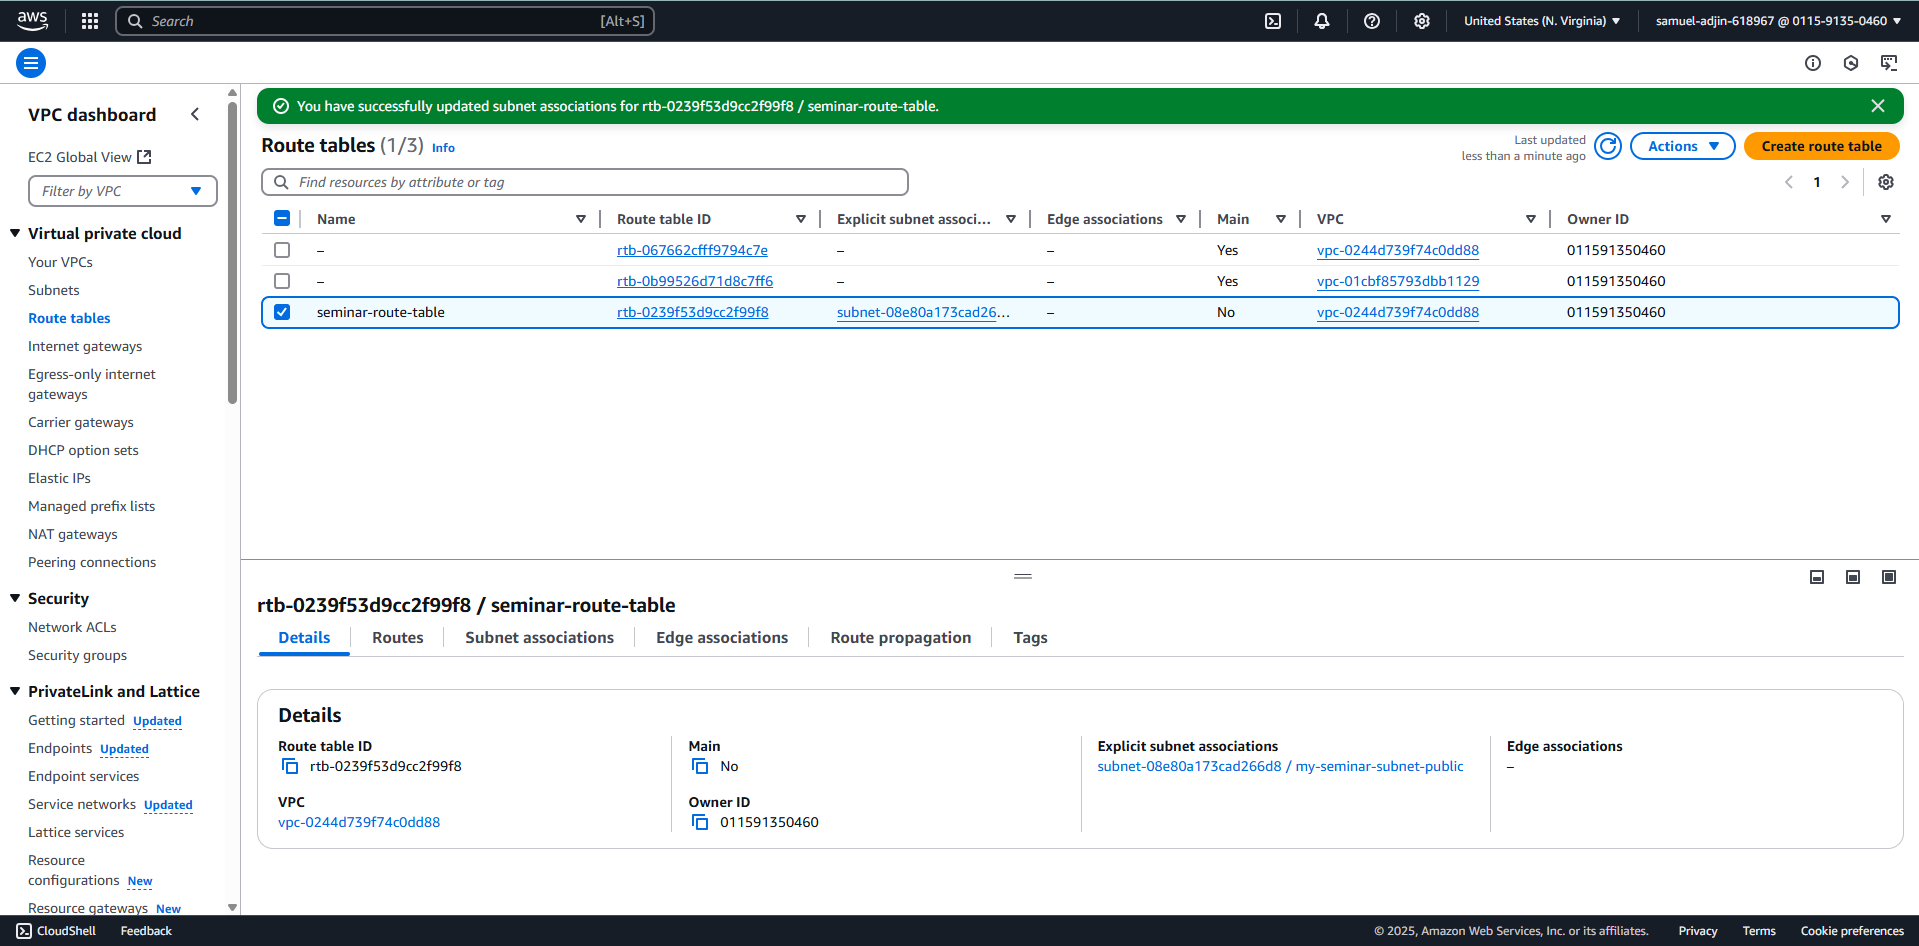 aws
Search [Alt+S]
United States (N. Virginia)
samuel-adjin-618967 @ 0115-9135-0460
VPC dashboard
EC2 Global View
Filter by VPC
Virtual private cloud
Your VPCs
Subnets
Route tables
Internet gateways
Egress-only internet
gateways
Carrier gateways
DHCP option sets
Elastic IPs
Managed prefix lists
NAT gateways
Peering connections
Security
Network ACLs
Security groups
PrivateLink and Lattice
Getting started Updated
Endpoints Updated
Endpoint services
Service networks Updated
Lattice services
Resource
configurations New
Resource gateways New
You have successfully updated subnet associations for rtb-0239f53d9cc2f99f8 / seminar-route-table.
Route tables (1/3) Info
Last updated
less than a minute ago
Actions
Create route table
Find resources by attribute or tag
1
Name Route table ID Explicit subnet associ... Edge associations Main VPC Owner ID
– rtb-067662cfff9794c7e – – Yes vpc-0244d739f74c0dd88 011591350460
– rtb-0b99526d71d8c7ff6 – – Yes vpc-01cbf85793dbb1129 011591350460
seminar-route-table rtb-0239f53d9cc2f99f8 subnet-08e80a173cad26... – No vpc-0244d739f74c0dd88 011591350460
rtb-0239f53d9cc2f99f8 / seminar-route-table
Details Routes Subnet associations Edge associations Route propagation Tags
Details
Route table ID
rtb-0239f53d9cc2f99f8
Main
No
Explicit subnet associations
subnet-08e80a173cad266d8 / my-seminar-subnet-public
Edge associations
–
VPC
vpc-0244d739f74c0dd88
Owner ID
011591350460
CloudShell Feedback
© 2025, Amazon Web Services, Inc. or its affiliates. Privacy Terms Cookie preferences